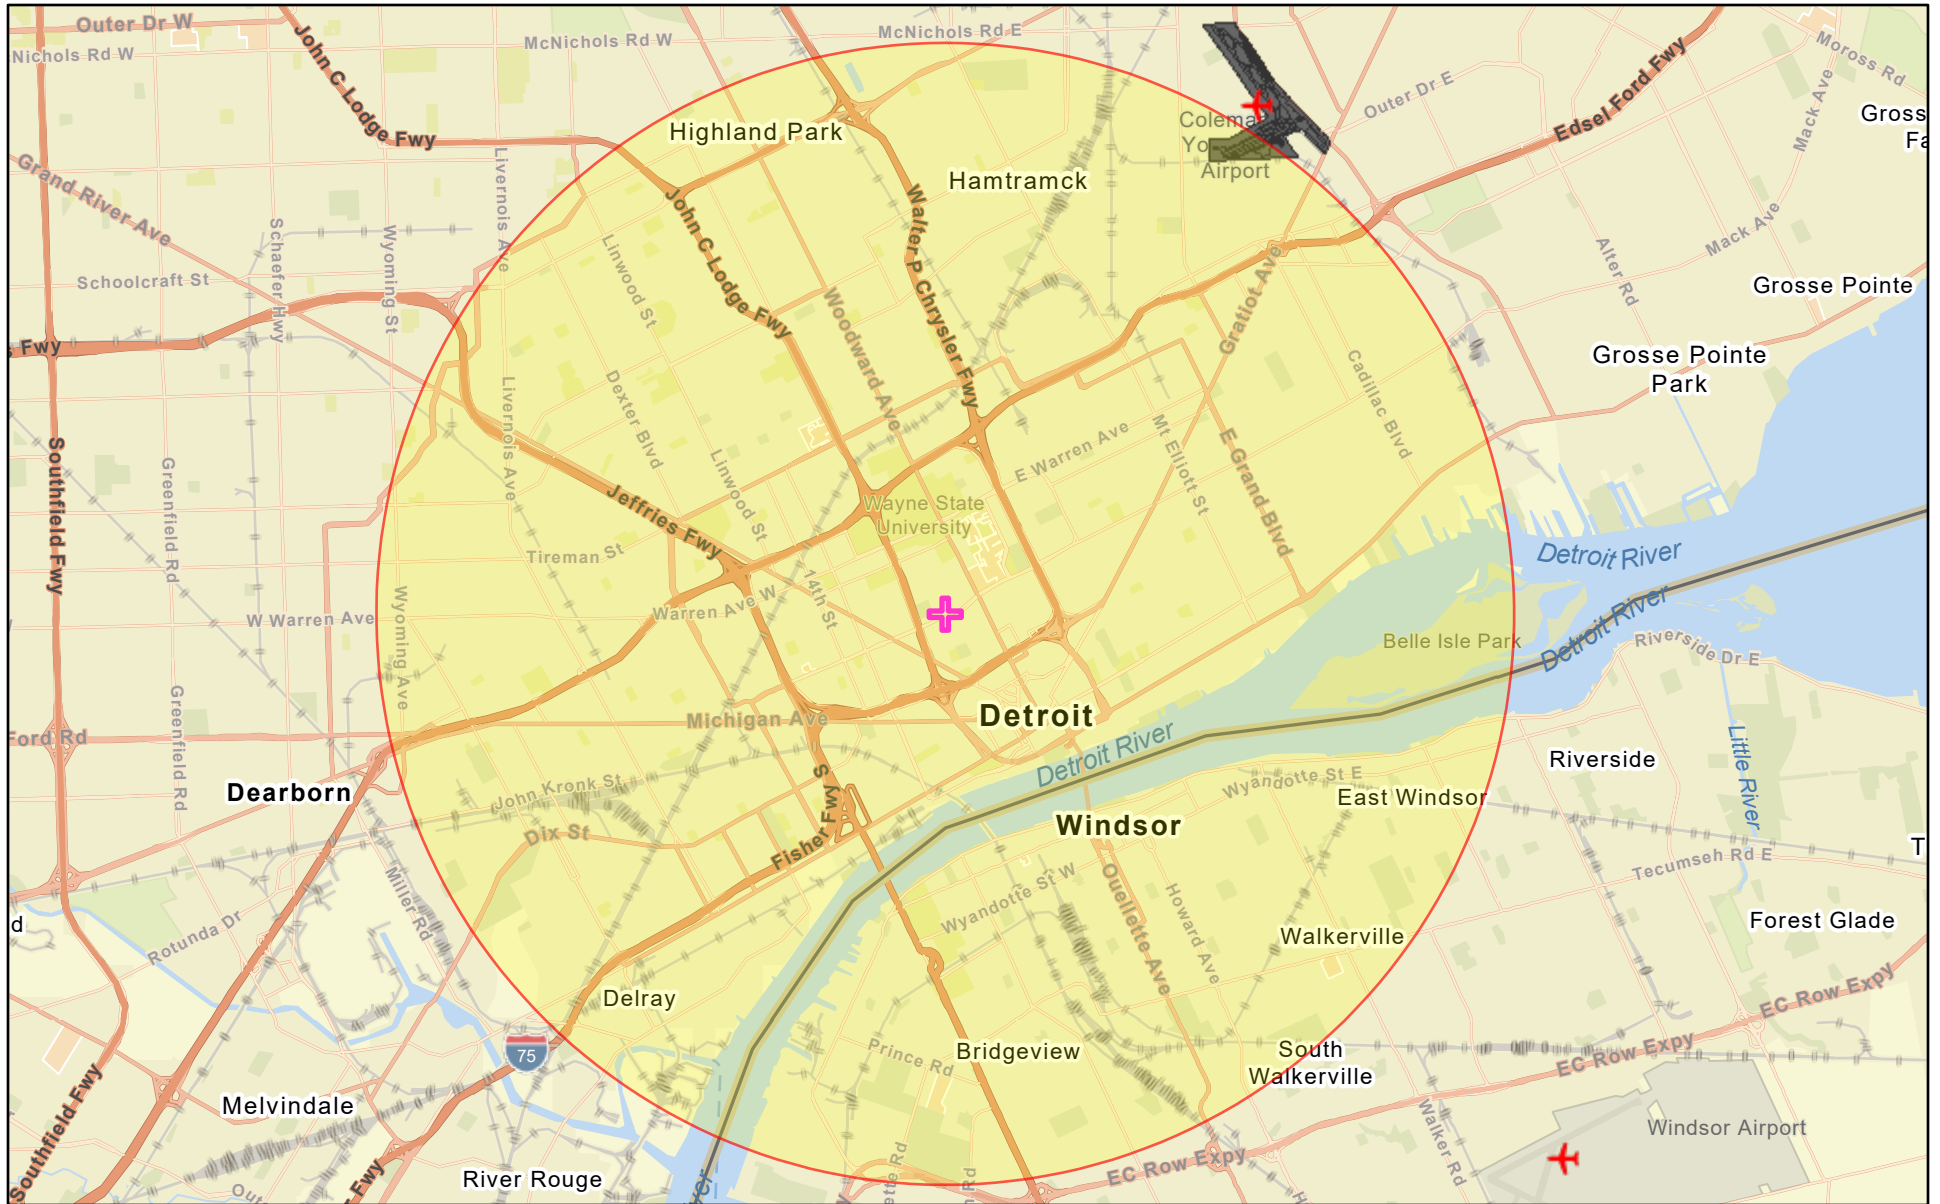 Outer Dr W
Nichols Rd W
John C Lodge Fwy
McNichols Rd W
McNichols Rd E
Moross Rd
Mack Ave
Edsel Ford Fwy
Outer Dr E
Gross
Highland Park
Airport
Hamtramck
Grand River Ave
Livernois Ave
John C Lodge Fwy
Walter P Chrysler Fwy
Schaefer Hwy
Wyoming St
Linwood St
Mack Ave
Alter Rd
Schoolcraft St
Grosse Pointe
Woodward Ave
Gratiot Ave
s Fwy
Grosse Pointe
Park
Cadillac Blvd
Dexter Blvd
Livernois Ave
Southfield Fwy
Greenfield Rd
Linwood St
E Warren Ave
Mt Elliott St
E Grand Blvd
Jeffries Fwy
Wayne State
University
Tireman St
Detroit River
14th St
Warren Ave W
W Warren Ave
Wyoming Ave
Belle Isle Park
Detroit River
Riverside Dr E
Greenfield Rd
Michigan Ave
Detroit
Ford Rd
Detroit River
Little River
Riverside
Dearborn
John Kronk St
Wyandotte St E
East Windsor
Dix St
Fisher Fwy S
Windsor
T
Tecumseh Rd E
Miller Rd
Wyandotte St W
Ouellette Ave
Howard Ave
d
Rotunda Dr
Forest Glade
Walkerville
Delray
EC Row Expy
75
Prince Rd
Bridgeview
South
Walkerville
EC Row Expy
Southfield Fwy
Melvindale
Walker Rd
Windsor Airport
River Rouge
Fwy
EC Row Expy